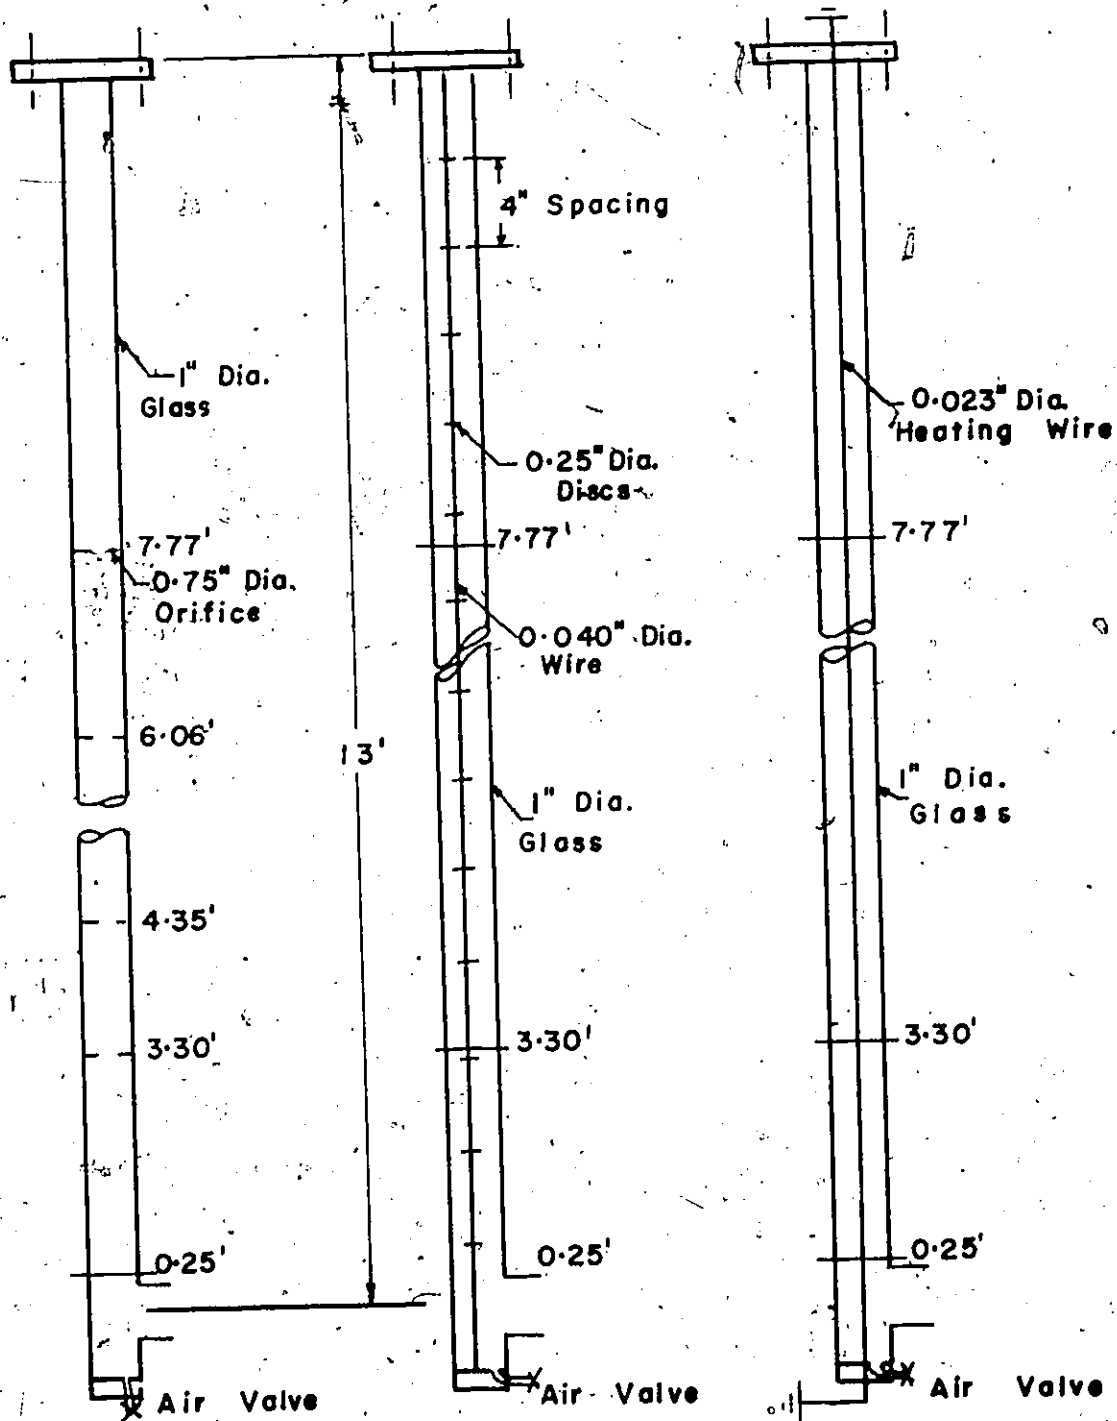 4" Spacing
1" Dia.
Glass
0.023" Dia.
Heating Wire
0.25" Dia.
Discs
7.77'
7.77'
7.77'
0.75" Dia.
Orifice
0.040" Dia.
Wire
6.06'
13'
1" Dia.
Glass
1" Dia.
Glass
4.35'
3.30'
3.30'
3.30'
0.25'
0.25'
0.25'
Air Valve
Air Valve
Air Valve